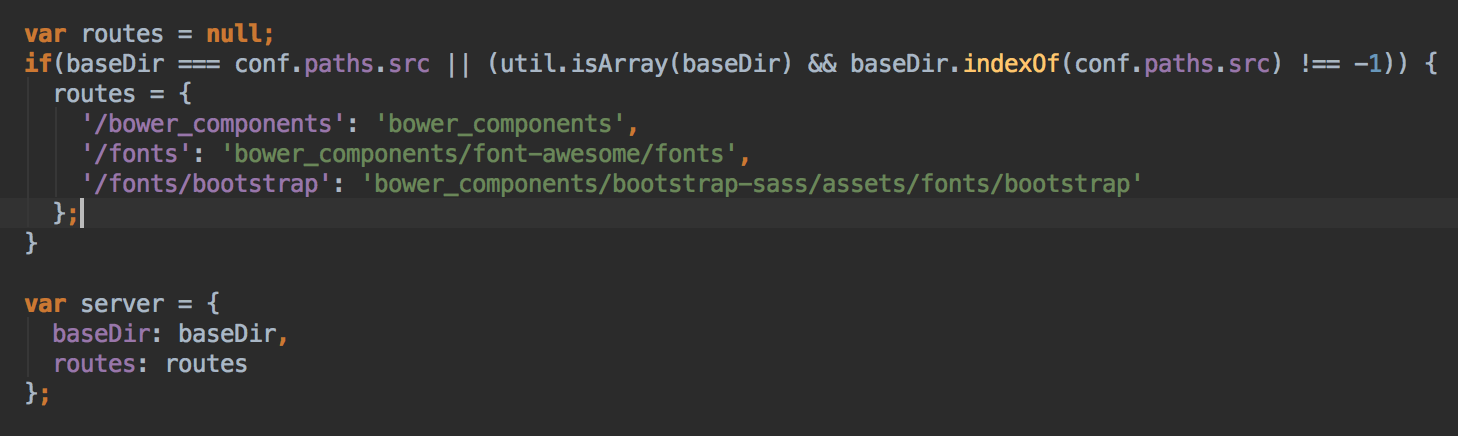 var routes = null;
if(baseDir === conf.paths.src || (util.isArray(baseDir) && baseDir.indexOf(conf.paths.src) !== -1)) {
  routes = {
    '/bower_components': 'bower_components',
    '/fonts': 'bower_components/font-awesome/fonts',
    '/fonts/bootstrap': 'bower_components/bootstrap-sass/assets/fonts/bootstrap'
  };
}

var server = {
  baseDir: baseDir,
  routes: routes
};